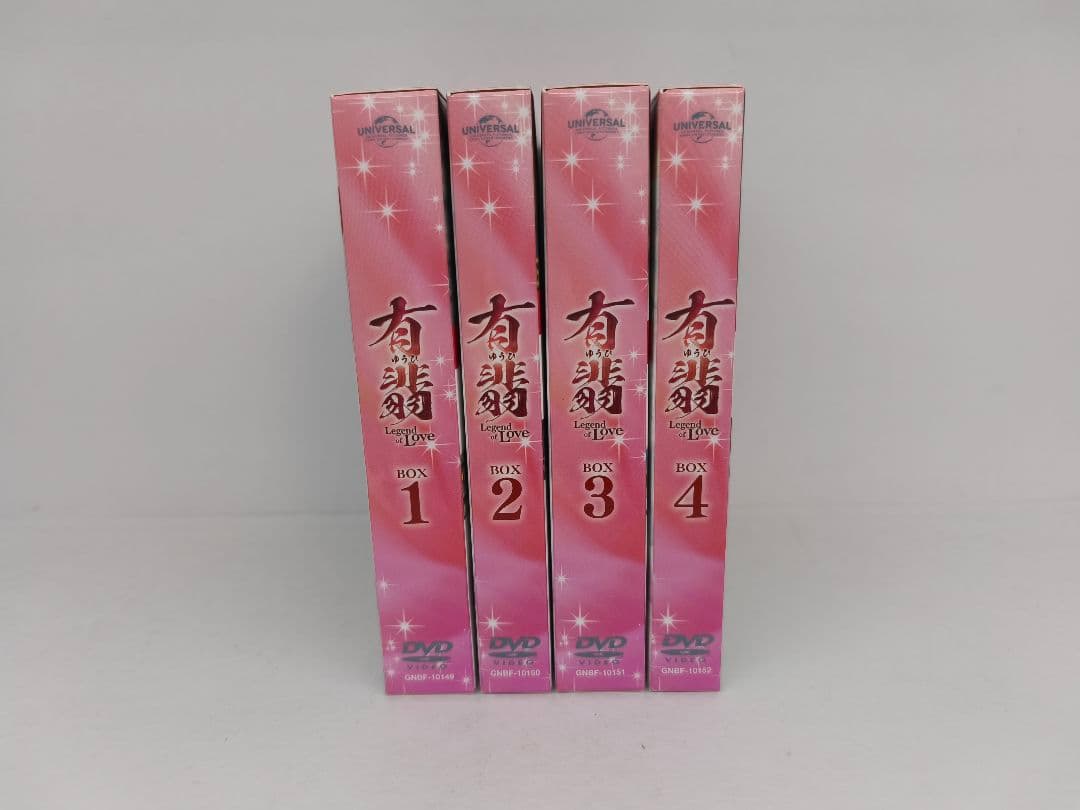 UNIVERSAL
有翡
ゆうひ
Legend
of Love
BOX
1
DVD
VIDEO
GNBF-10149
UNIVERSAL
有翡
ゆうひ
Legend
of Love
BOX
2
DVD
VIDEO
GNBF-10150
UNIVERSAL
有翡
ゆうひ
Legend
of Love
BOX
3
DVD
VIDEO
GNBF-10151
UNIVERSAL
有翡
ゆうひ
Legend
of Love
BOX
4
DVD
VIDEO
GNBF-10152